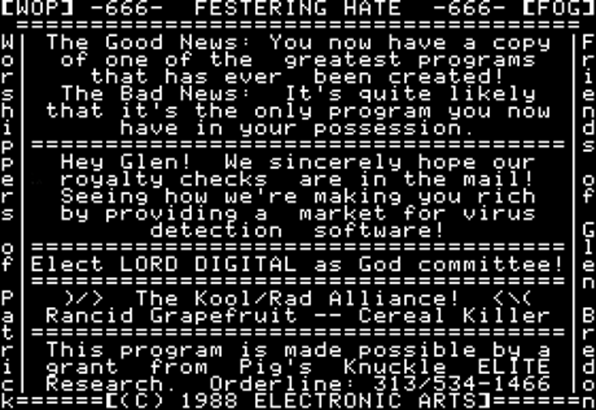 [WOP] -666- FESTERING HATE -666- [FOG]
Worshippers of Patrick
The Good News: You now have a copy
of one of the greatest programs
that has ever been created!
The Bad News: It's quite likely
that it's the only program you now
have in your possession.
Hey Glen! We sincerely hope our
royalty checks are in the mail!
Seeing how we're making you rich
by providing a market for virus
detection software!
Elect LORD DIGITAL as God committee!
)/> The Kool/Rad Alliance! <\(
Rancid Grapefruit -- Cereal Killer
This program is made possible by a
grant from Pig's Knuckle ELITE
Research. Orderline: 313/534-1466
=====[(C) 1988 ELECTRONIC ARTS]======
Friends of Glen Bredon